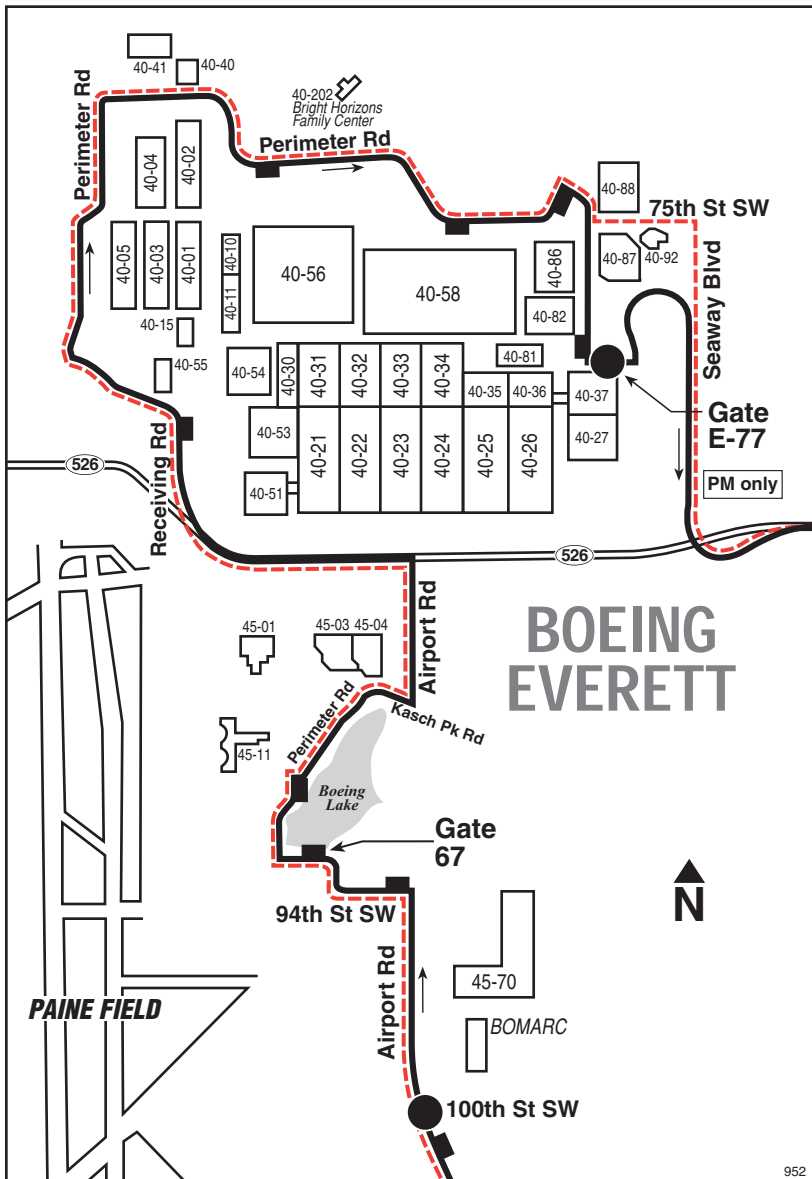 40-41
40-40
40-202
Bright Horizons
Family Center
Perimeter Rd
Perimeter Rd
40-04
40-02
40-88
75th St SW
40-05
40-03
40-01
40-10
40-11
40-56
40-58
40-86
40-87
40-92
40-15
40-82
Seaway Blvd
40-55
40-54
40-30
40-31
40-32
40-33
40-34
40-81
40-35
40-36
40-37
Gate
E-77
40-53
40-21
40-22
40-23
40-24
40-25
40-26
40-27
Receiving Rd
526
40-51
PM only
526
45-01
45-03
45-04
Airport Rd
BOEING
EVERETT
Perimeter Rd
Kasch Pk Rd
45-11
Boeing
Lake
Gate
67
N
94th St SW
Airport Rd
45-70
PAINE FIELD
BOMARC
100th St SW
952